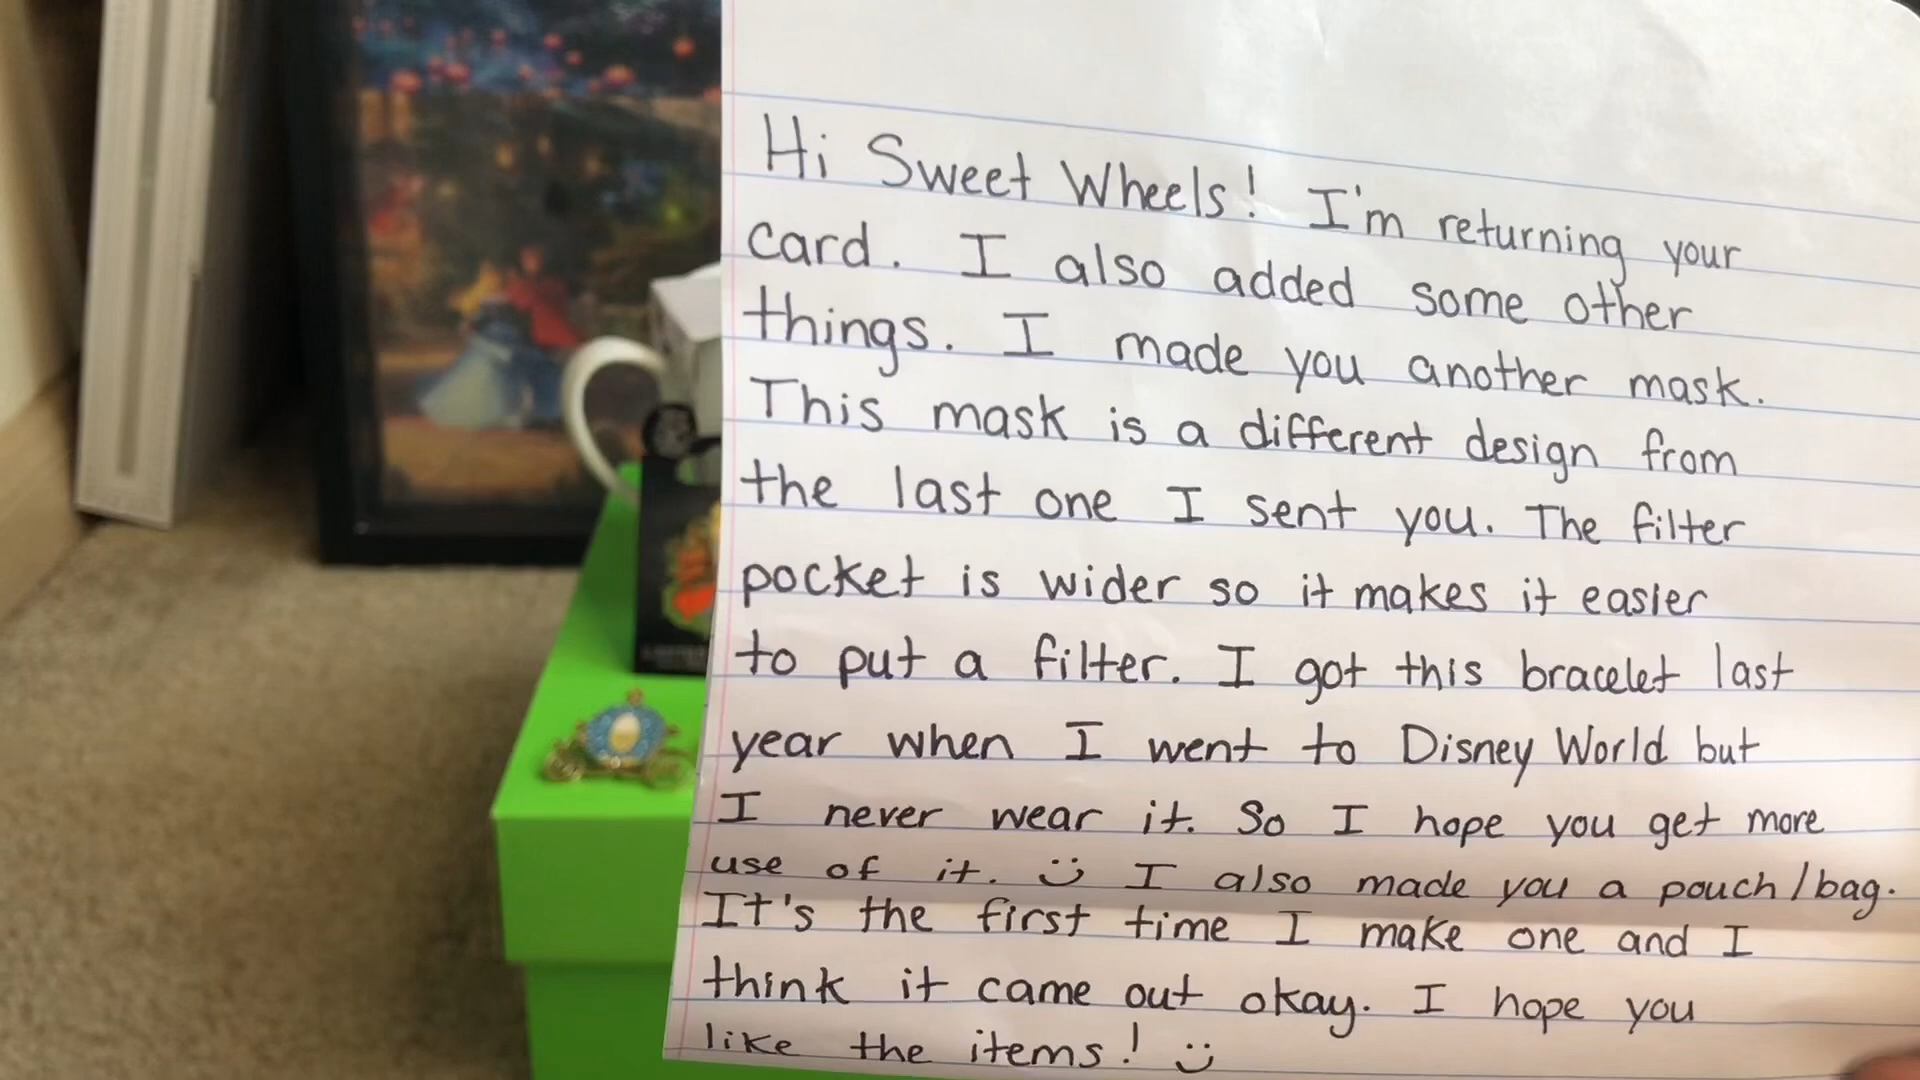 Hi Sweet Wheels! I'm returning your
card. I also added some other
things. I made you another mask.
This mask is a different design from
the last one I sent you. The filter
pocket is wider so it makes it easier
to put a filter. I got this bracelet last
year when I went to Disney World but
I never wear it. So I hope you get more
use of it. :) I also made you a pouch/bag.
It's the first time I make one and I
think it came out okay. I hope you
like the items! :)